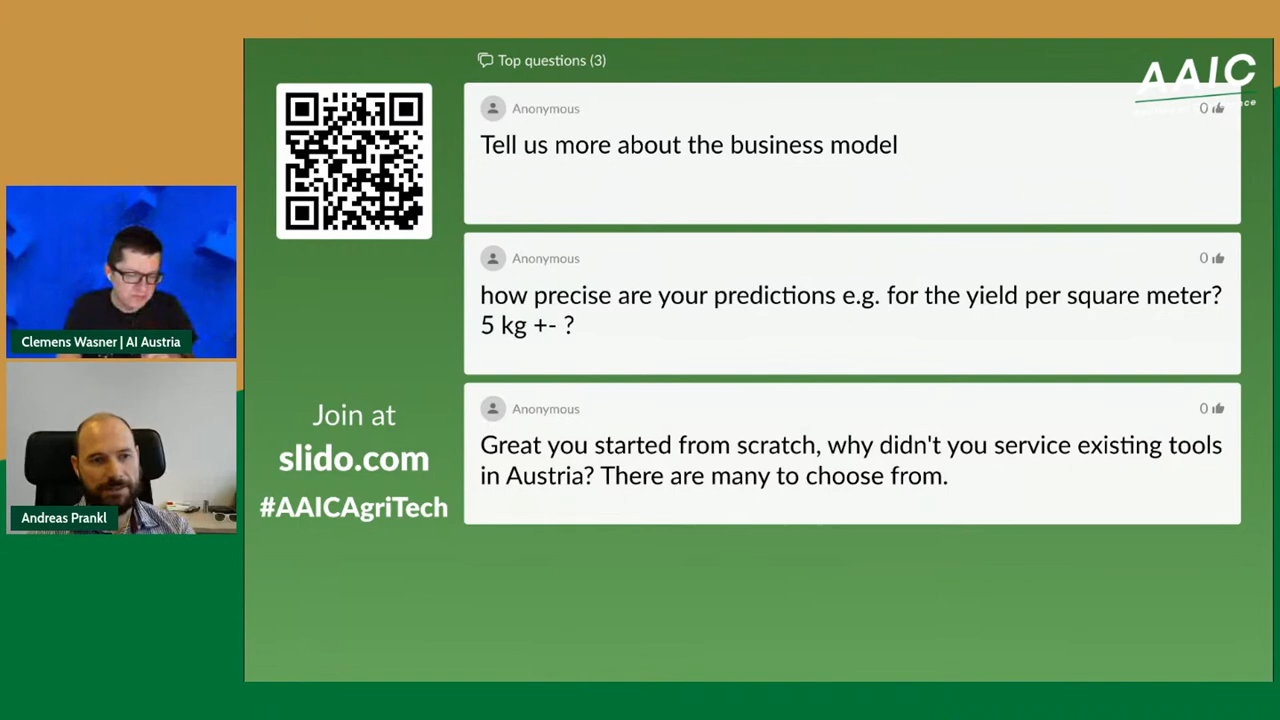 Top questions (3)
AAIC
Anonymous
0
Tell us more about the business model
Anonymous
0
how precise are your predictions e.g. for the yield per square meter?
5 kg +- ?
Anonymous
0
Great you started from scratch, why didn't you service existing tools
in Austria? There are many to choose from.
Clemens Wasner | AI Austria
Andreas Prankl
Join at
slido.com
#AAICAgriTech